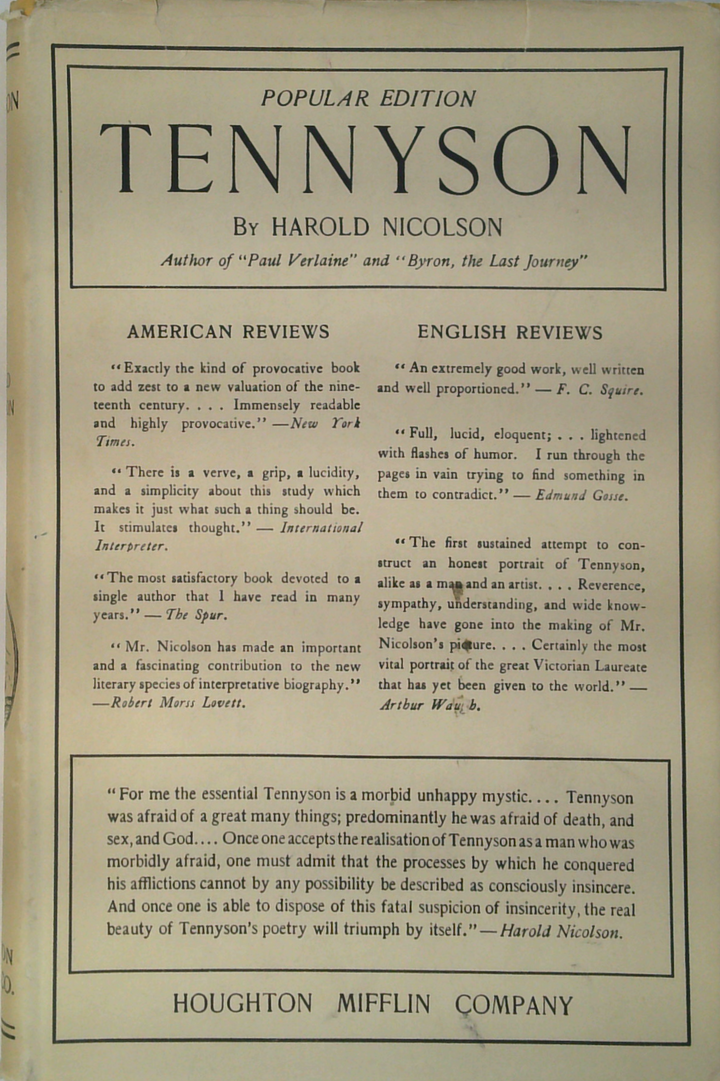 POPULAR EDITION
TENNYSON
BY HAROLD NICOLSON
Author of "Paul Verlaine" and "Byron, the Last Journey"
AMERICAN REVIEWS
"Exactly the kind of provocative book
to add zest to a new valuation of the nine-
teenth century. . . . Immensely readable
and highly provocative." —New York
Times.
"There is a verve, a grip, a lucidity,
and a simplicity about this study which
makes it just what such a thing should be.
It stimulates thought." — International
Interpreter.
"The most satisfactory book devoted to a
single author that I have read in many
years." — The Spur.
"Mr. Nicolson has made an important
and a fascinating contribution to the new
literary species of interpretative biography."
—Robert Morss Lovett.
ENGLISH REVIEWS
"An extremely good work, well written
and well proportioned." — F. C. Squire.
"Full, lucid, eloquent; . . . lightened
with flashes of humor. I run through the
pages in vain trying to find something in
them to contradict." — Edmund Gosse.
"The first sustained attempt to con-
struct an honest portrait of Tennyson,
alike as a man and an artist. . . . Reverence,
sympathy, understanding, and wide know-
ledge have gone into the making of Mr.
Nicolson's picture. . . . Certainly the most
vital portrait of the great Victorian Laureate
that has yet been given to the world." —
Arthur Waugh.
"For me the essential Tennyson is a morbid unhappy mystic.... Tennyson
was afraid of a great many things; predominantly he was afraid of death, and
sex, and God.... Once one accepts the realisation of Tennyson as a man who was
morbidly afraid, one must admit that the processes by which he conquered
his afflictions cannot by any possibility be described as consciously insincere.
And once one is able to dispose of this fatal suspicion of insincerity, the real
beauty of Tennyson's poetry will triumph by itself."—Harold Nicolson.
HOUGHTON MIFFLIN COMPANY